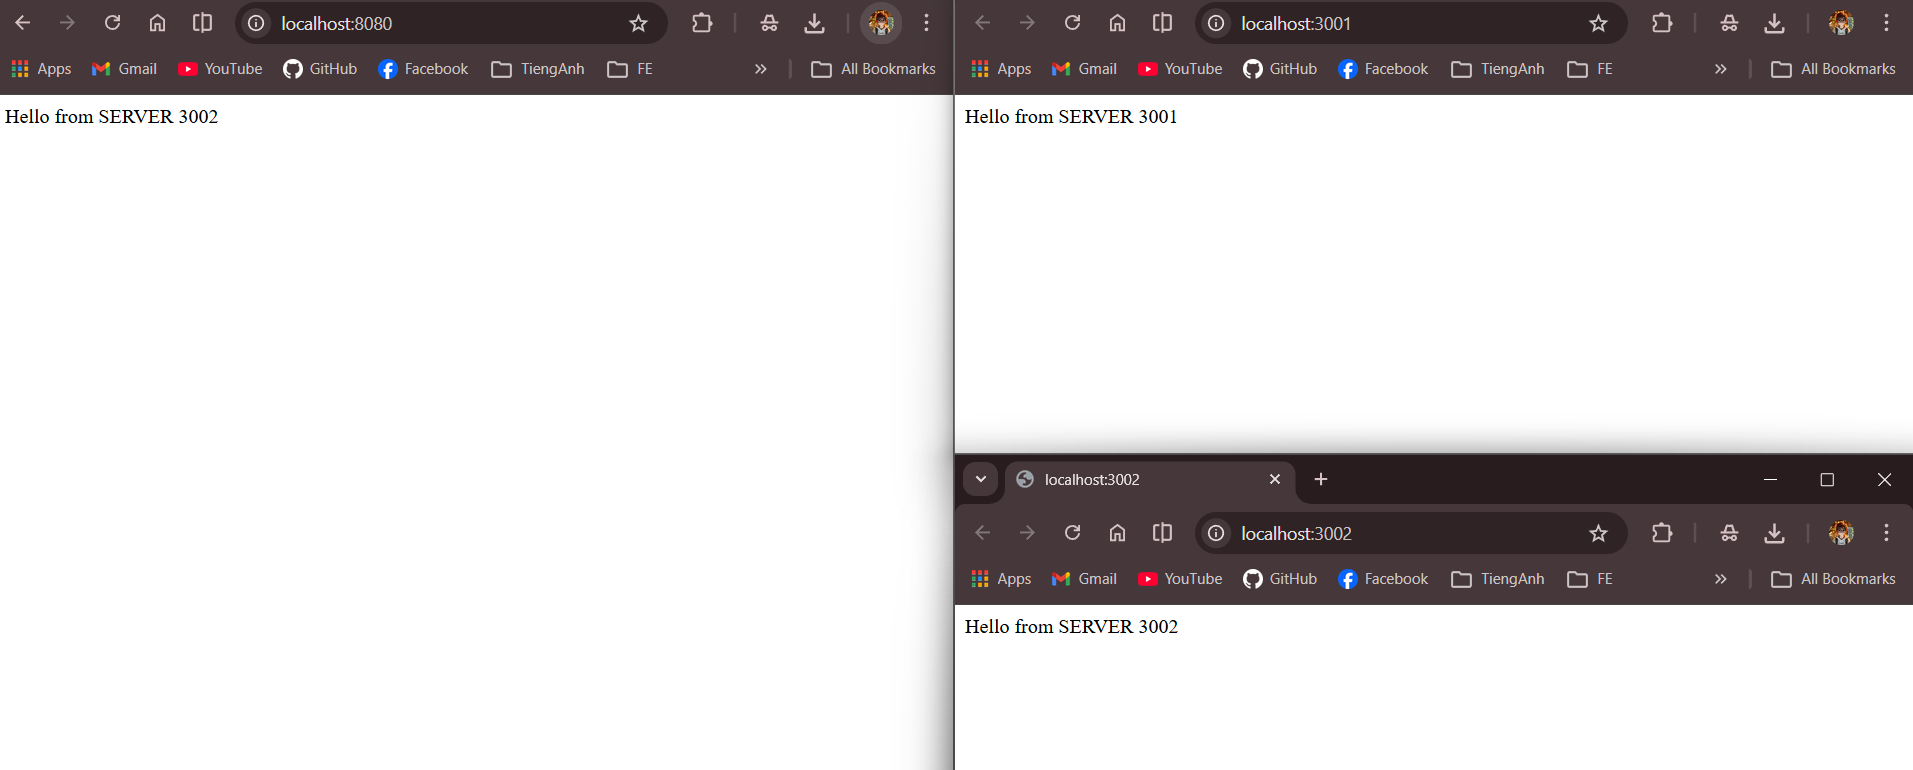 localhost:8080
Apps Gmail YouTube GitHub Facebook TiengAnh FE » All Bookmarks
Hello from SERVER 3002
localhost:3001
Apps Gmail YouTube GitHub Facebook TiengAnh FE » All Bookmarks
Hello from SERVER 3001
localhost:3002
localhost:3002
Apps Gmail YouTube GitHub Facebook TiengAnh FE » All Bookmarks
Hello from SERVER 3002